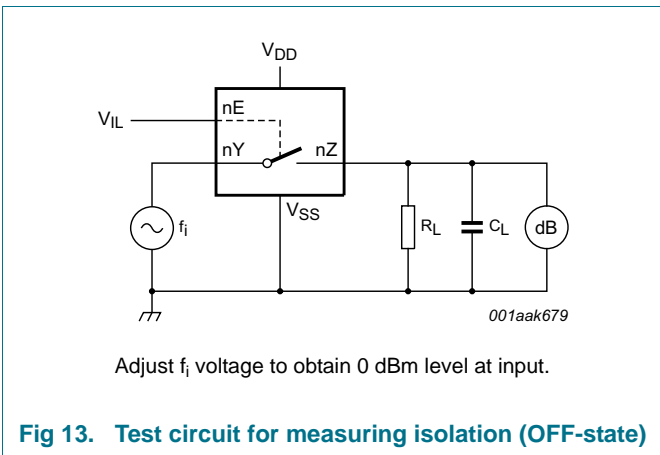 VDD
nE
VIL
nY
nZ
VSS
fi
RL
CL
dB
001aak679
Adjust fi voltage to obtain 0 dBm level at input.
Fig 13. Test circuit for measuring isolation (OFF-state)